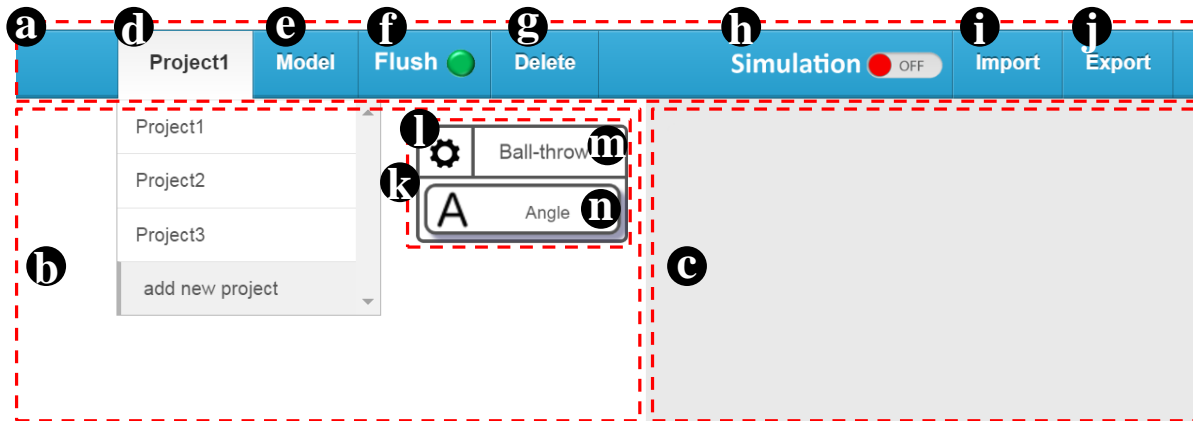 a d e f g h i j
Project1 Model Flush Delete Simulation OFF Import Export
Project1
Project2
Project3
add new project
l Ball-throw m
k A Angle n
b c